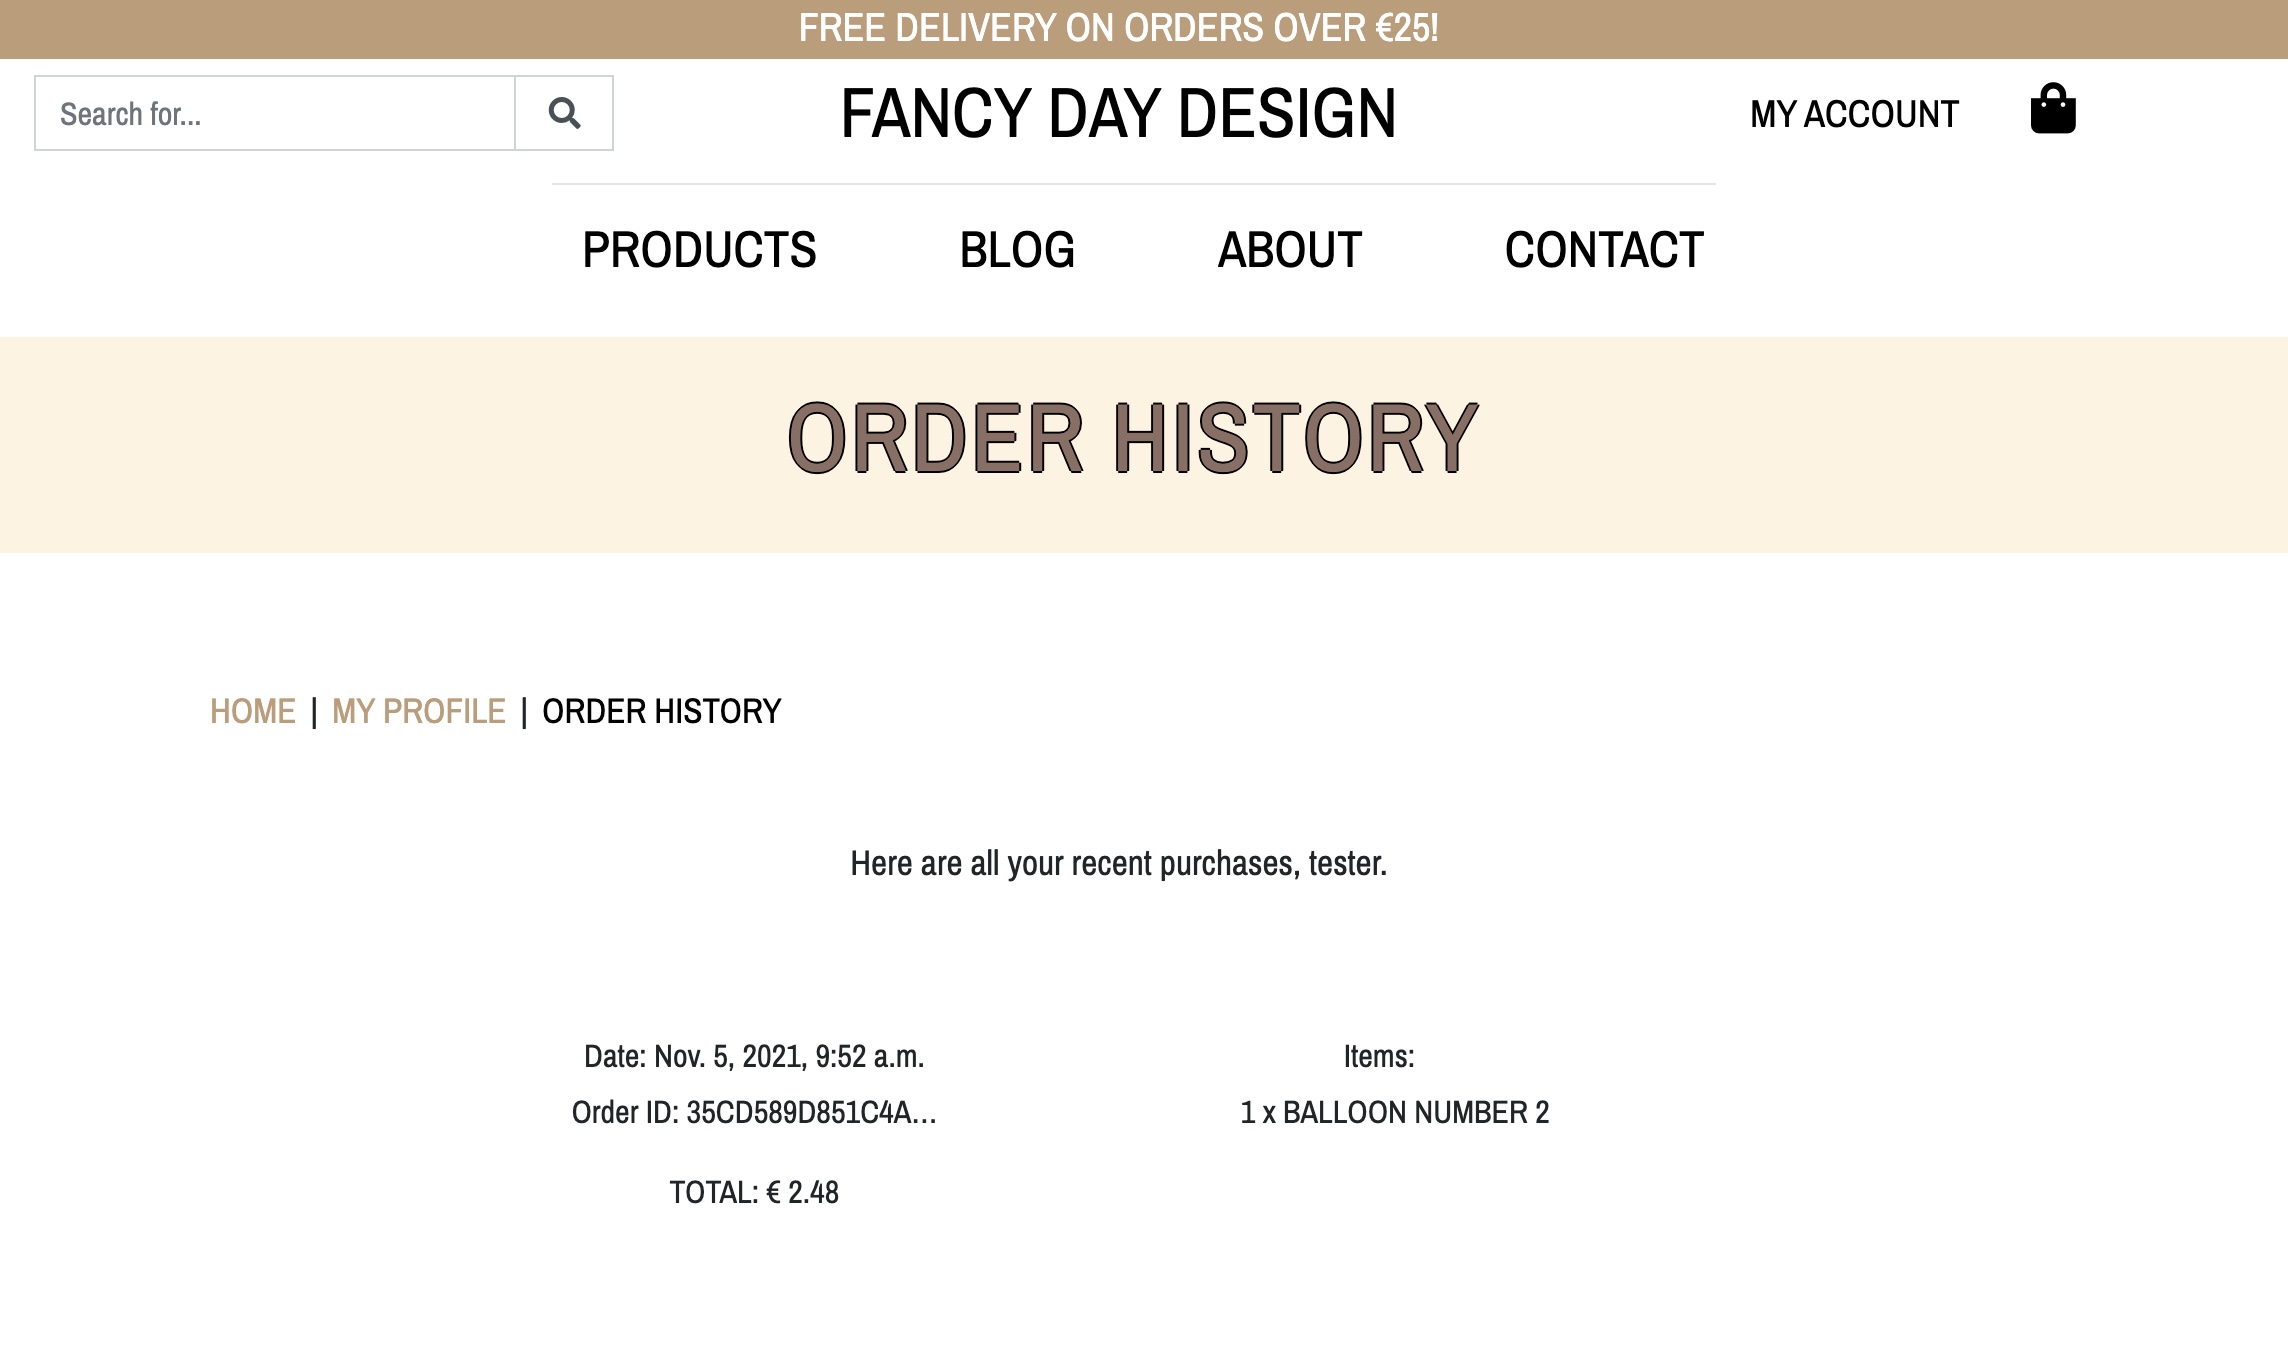 FREE DELIVERY ON ORDERS OVER €25!
Search for...
FANCY DAY DESIGN
MY ACCOUNT
PRODUCTS
BLOG
ABOUT
CONTACT
ORDER HISTORY
HOME | MY PROFILE | ORDER HISTORY
Here are all your recent purchases, tester.
Date: Nov. 5, 2021, 9:52 a.m.
Order ID: 35CD589D851C4A...
TOTAL: € 2.48
Items:
1 x BALLOON NUMBER 2